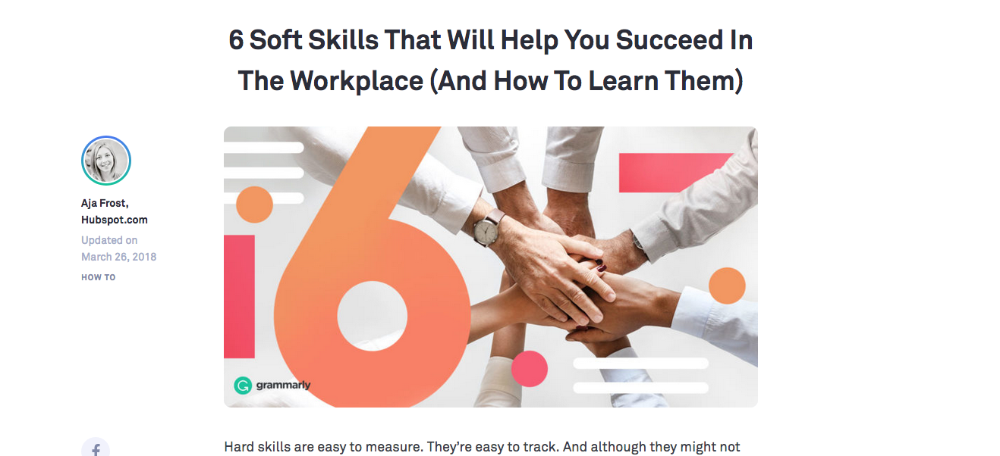 6 Soft Skills That Will Help You Succeed In
The Workplace (And How To Learn Them)
Aja Frost,
Hubspot.com
Updated on
March 26, 2018
HOW TO
6
grammarly
Hard skills are easy to measure. They’re easy to track. And although they might not